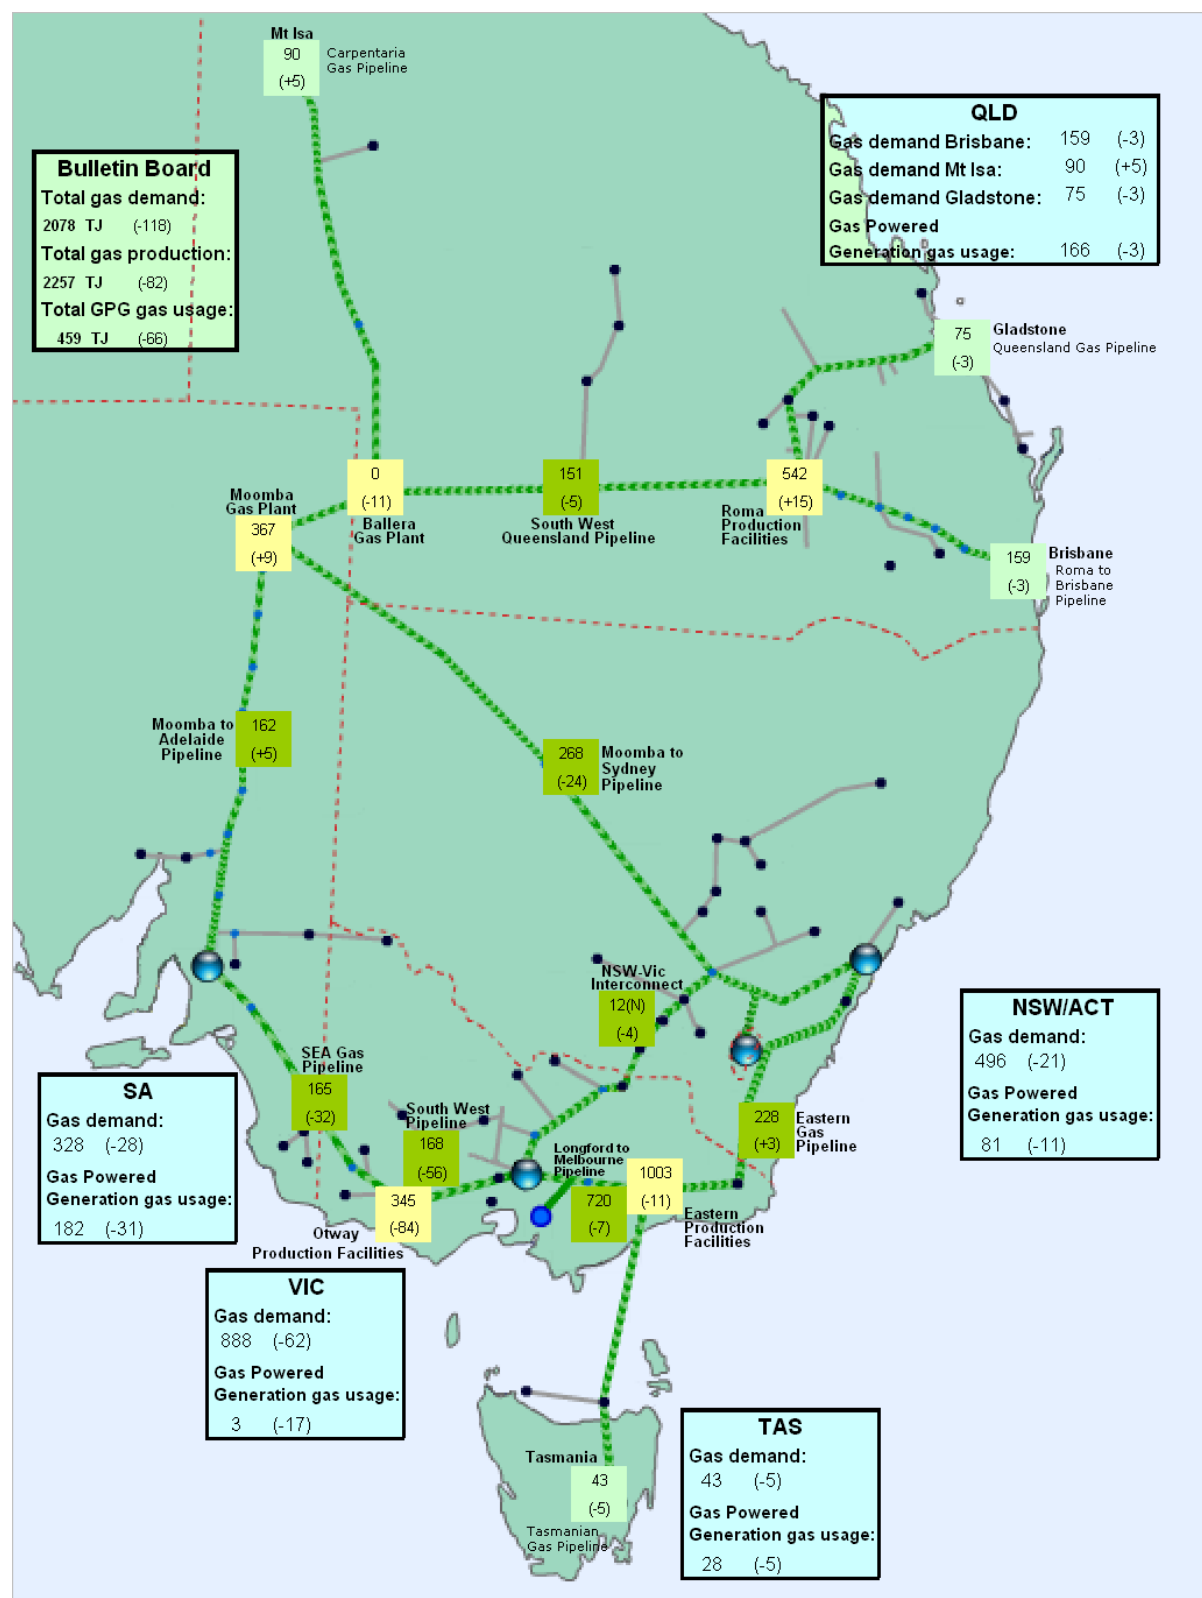 Mt Isa
90
(+5)
Carpentaria
Gas Pipeline
QLD
Gas demand Brisbane: 159 (-3)
Gas demand Mt Isa: 90 (+5)
Gas demand Gladstone: 75 (-3)
Gas Powered
Generation gas usage: 166 (-3)
Bulletin Board
Total gas demand:
2078 TJ (-118)
Total gas production:
2257 TJ (-82)
Total GPG gas usage:
459 TJ (-66)
75
(-3)
Gladstone
Queensland Gas Pipeline
Moomba
Gas Plant
367
(+9)
0
(-11)
Ballera
Gas Plant
151
(-5)
South West
Queensland Pipeline
542
(+15)
Roma
Production
Facilities
159
(-3)
Brisbane
Roma to
Brisbane
Pipeline
Moomba to
Adelaide
Pipeline
162
(+5)
268
(-24)
Moomba to
Sydney
Pipeline
NSW-Vic
Interconnect
12(N)
(-4)
NSW/ACT
Gas demand:
496 (-21)
Gas Powered
Generation gas usage:
81 (-11)
SEA Gas
Pipeline
165
(-32)
SA
Gas demand:
328 (-28)
Gas Powered
Generation gas usage:
182 (-31)
South West
Pipeline
168
(-56)
228
(+3)
Eastern
Gas
Pipeline
Longford to
Melbourne
Pipeline
720
(-7)
1003
(-11)
Eastern
Production
Facilities
345
(-84)
Otway
Production Facilities
VIC
Gas demand:
888 (-62)
Gas Powered
Generation gas usage:
3 (-17)
Tasmania
43
(-5)
Tasmanian
Gas Pipeline
TAS
Gas demand:
43 (-5)
Gas Powered
Generation gas usage:
28 (-5)